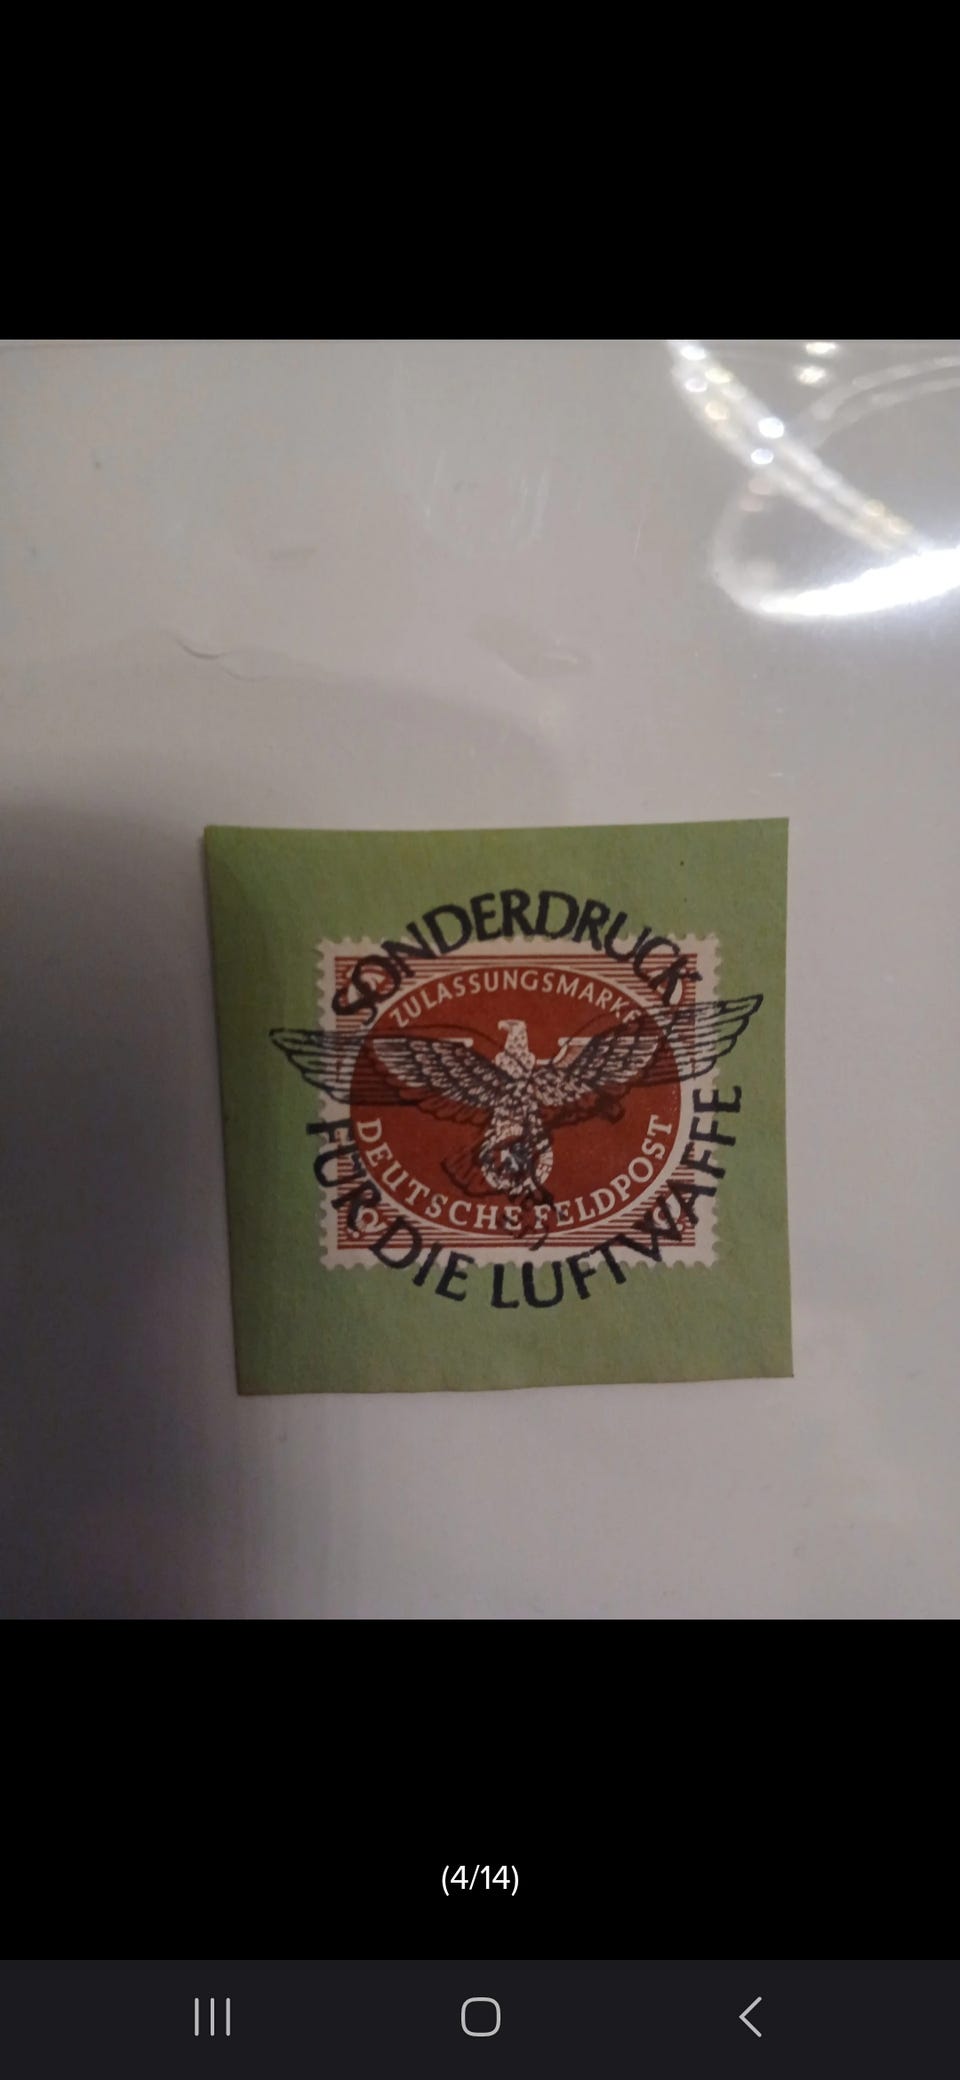 SONDERDRUCK
ZULASSUNGSMARKE
DEUTSCHE FELDPOST
FÜR DIE LUFTWAFFE
(4/14)